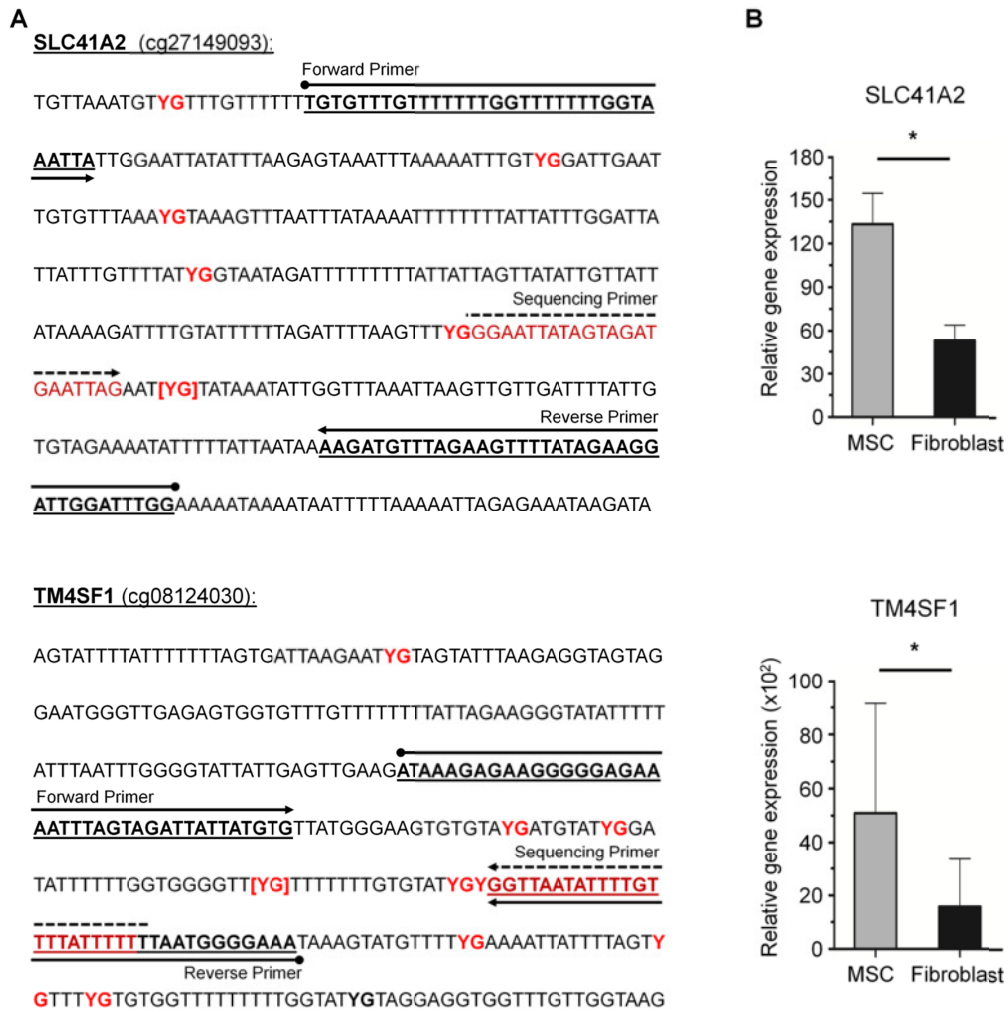 A
SLC41A2 (cg27149093):
Forward Primer
TGTTAAATGTYGTTTGTTTTTTTGTGTTTGTTTTTTTGGTTTTTTTGGTA
AATTATTGGAATTATATTTAAGAGTAAATTTAAAAATTTGTYGGATTGAAT
TGTGTTTAAAYGTAAAGTTTAATTTATAAAATTTTTTTTTATTATTTGGATTA
TTATTTGTTTTATYGGTAATAGATTTTTTTTTATTATTAGTTATATTGTTATT
Sequencing Primer
ATAAAAGATTTTGTATTTTTTAGATTTTAAGTTTYGGGAATTATAGTAGAT
GAATTAGAAT[YG]TATAAATATTGGTTTAAATTAAGTTGTTGATTTTATTG
Reverse Primer
TGTAGAAAATATTTTTATTAATAAAAGATGTTTAGAAGTTTTATAGAAGG
ATTGGATTTGGAAAAATAAAATAATTTTTAAAAATTAGAGAAATAAGATA
TM4SF1 (cg08124030):
AGTATTTTATTTTTTTAGTGATTAAGAATYGTAGTATTTAAGAGGTAGTAG
GAATGGGTTGAGAGTGGTGTTTGTTTTTTTTATTAGAAGGGTATATTTTT
ATTTAATTTGGGGTATTATTGAGTTGAAGATAAAGAGAAGGGGGAGAA
Forward Primer
AATTTAGTAGATTATTATGTGTTATGGGAAGTGTGTAYGATGTATYGGA
Sequencing Primer
TATTTTTTGGTGGGGTT[YG]TTTTTTTGTGTATYGYGGTTAATATTTTGT
TTTATTTTTTTAATGGGGAAATAAAGTATGTTTTYGAAAATTATTTTAGTY
Reverse Primer
GTTTYGTGTGGTTTTTTTTTTGGTATYGTAGGAGGTGGTTTGTTGGTAAG
B
SLC41A2
*
Relative gene expression
180
150
120
90
60
30
0
MSC Fibroblast
TM4SF1
*
Relative gene expression (x10²)
100
80
60
40
20
0
MSC Fibroblast